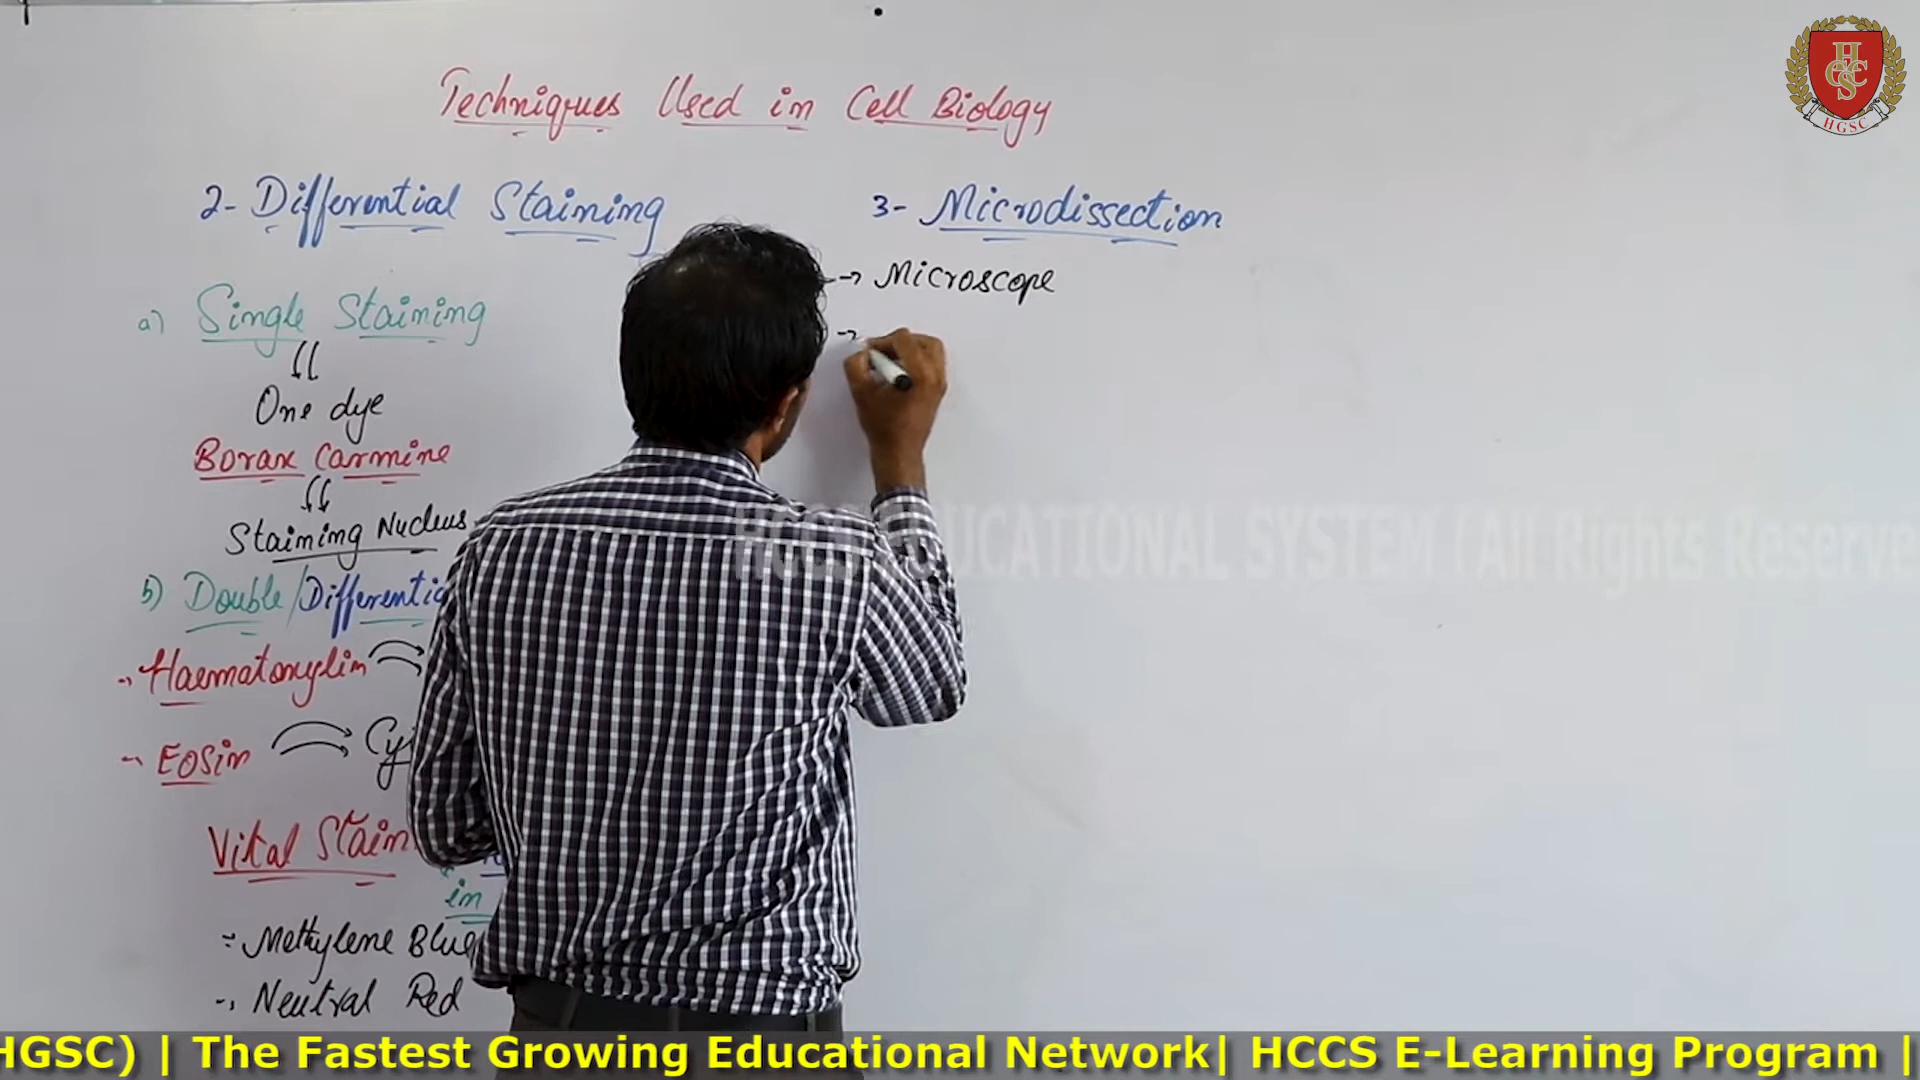 Techniques Used in Cell Biology
2- Differential Staining
a) Single Staining
One dye
Borax Carmine
Staining Nucleus
b) Double/Differentia
Haematoxylin
Eosin
Vital Stain
in
Methylene Blue
Neutral Red
3- Microdissection
→ Microscope
→
HCCS EDUCATIONAL SYSTEM (All Rights Reserve
HGSC
HGSC) | The Fastest Growing Educational Network| HCCS E-Learning Program |